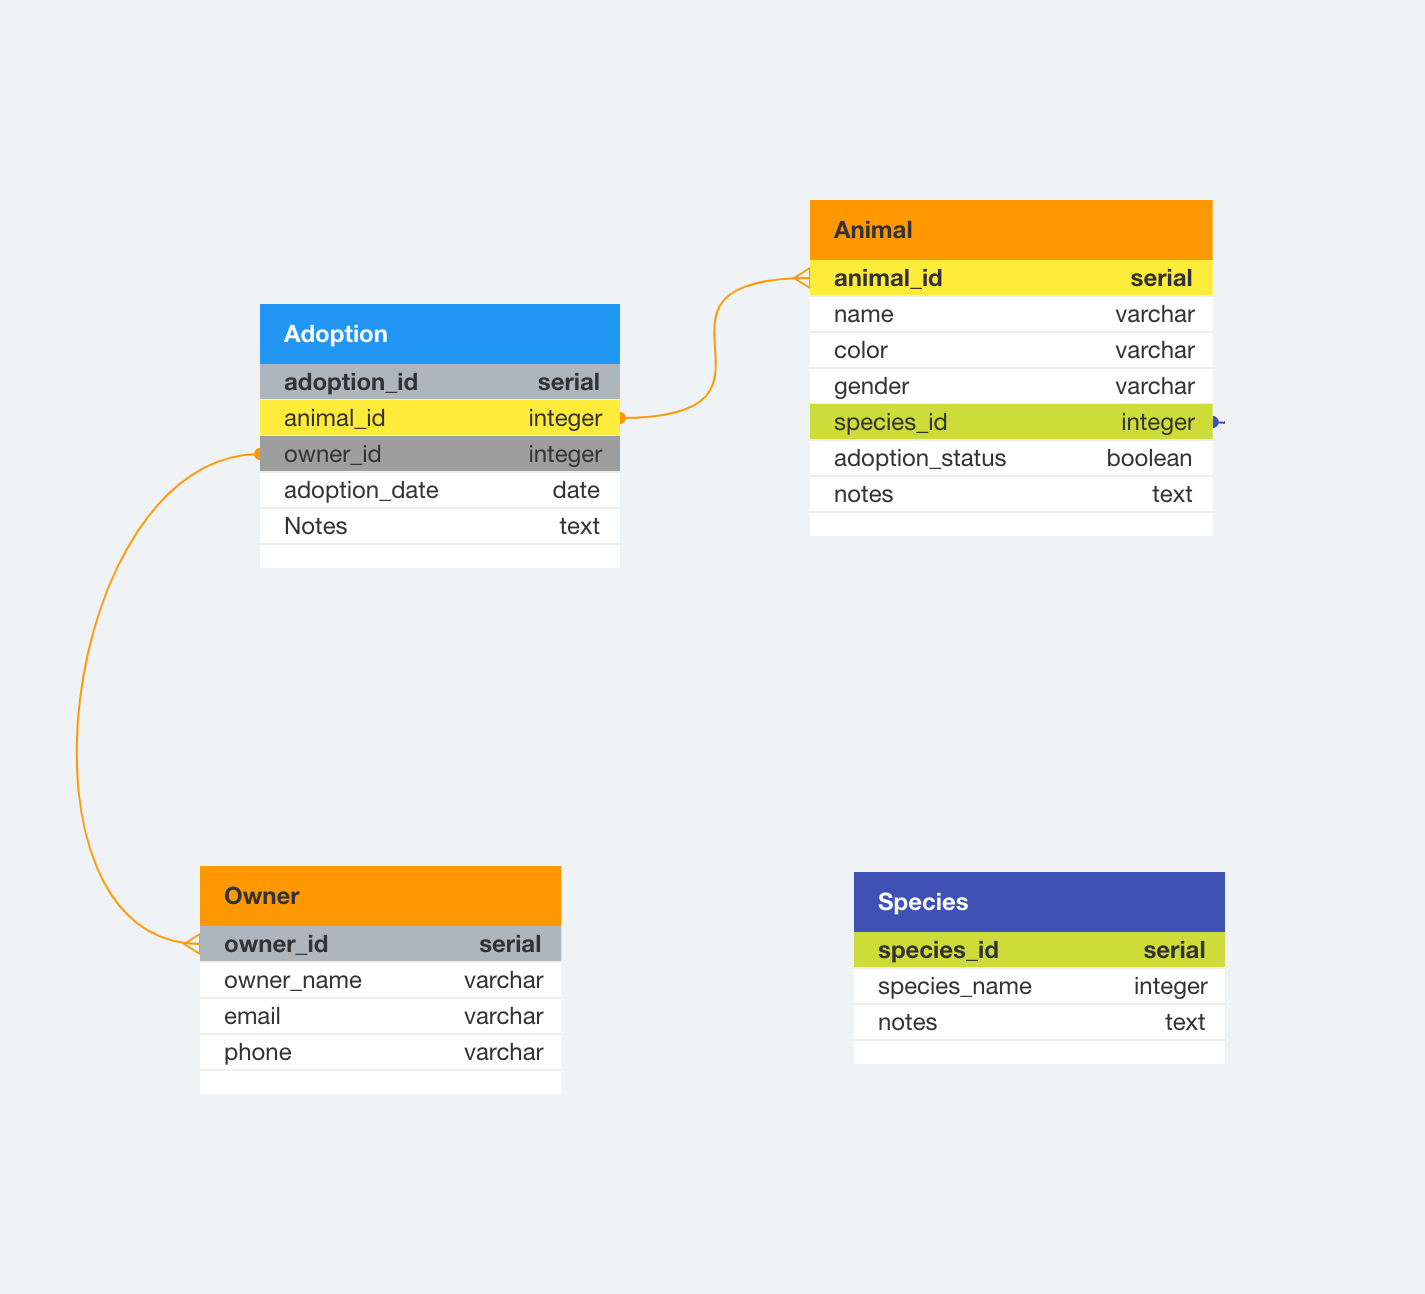 Adoption
adoption_id serial
animal_id integer
owner_id integer
adoption_date date
Notes text
Animal
animal_id serial
name varchar
color varchar
gender varchar
species_id integer
adoption_status boolean
notes text
Owner
owner_id serial
owner_name varchar
email varchar
phone varchar
Species
species_id serial
species_name integer
notes text